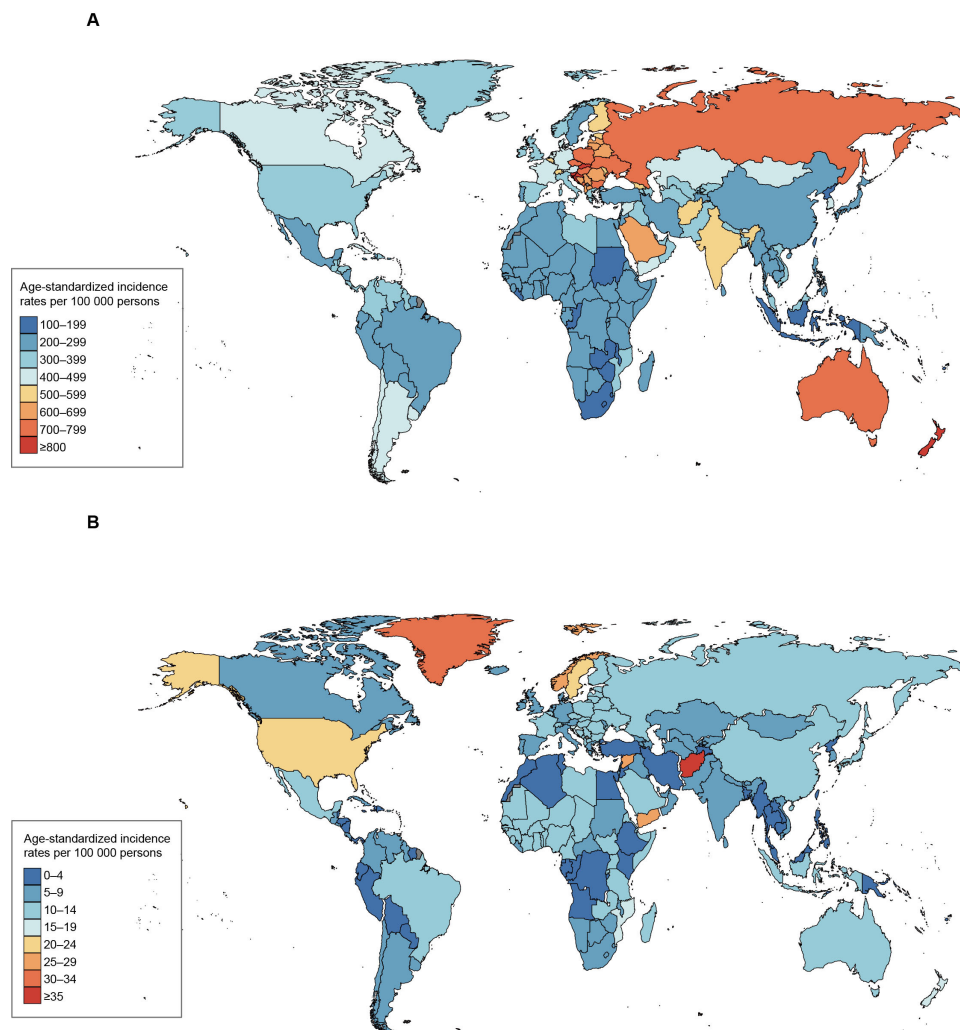 A
Age-standardized incidence
rates per 100 000 persons
100–199
200–299
300–399
400–499
500–599
600–699
700–799
≥800
B
Age-standardized incidence
rates per 100 000 persons
0–4
5–9
10–14
15–19
20–24
25–29
30–34
≥35